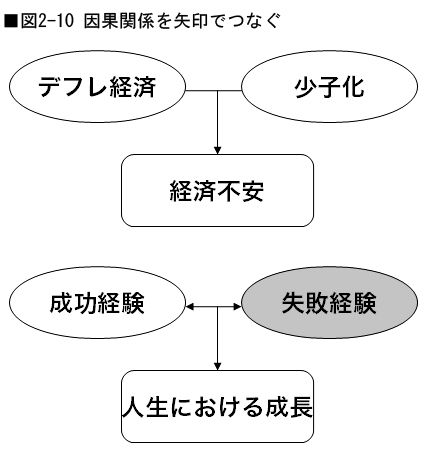 ■図2-10 因果関係を矢印でつなぐ
デフレ経済 少子化
経済不安
成功経験 失敗経験
人生における成長